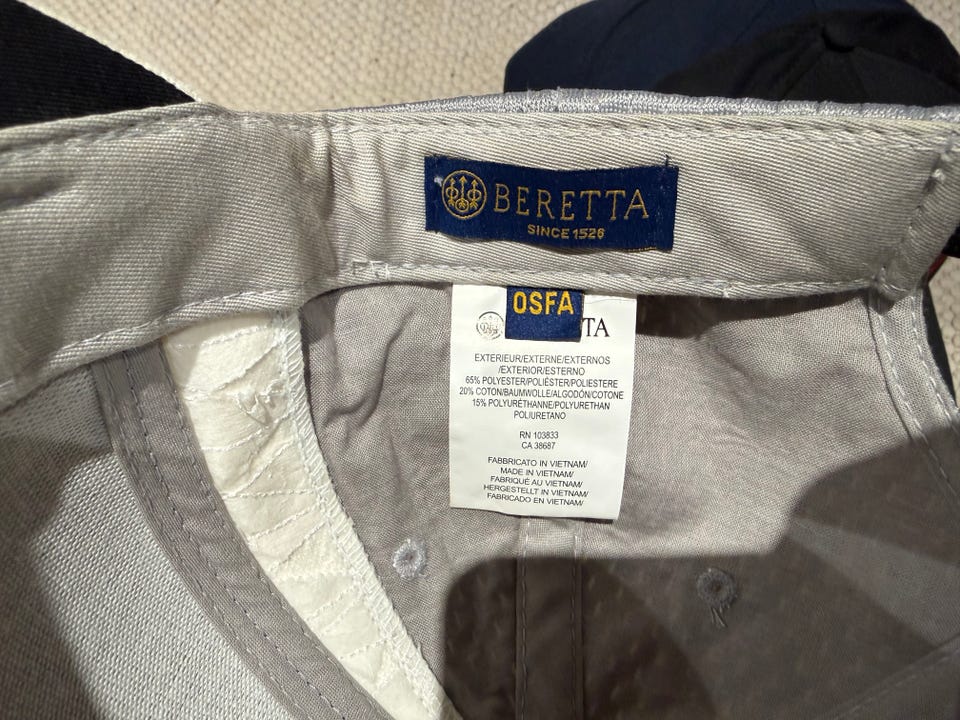 BERETTA
SINCE 1526
OSFA
TA
EXTERIEUR/EXTERNE/EXTERNOS
/EXTERIOR/ESTERNO
65% POLYESTER/POLIÉSTER/POLIESTERE
20% COTON/BAUMWOLLE/ALGODÓN/COTONE
15% POLYURÉTHANNE/POLYURETHAN
POLIURETANO
RN 103833
CA 38687
FABBRICATO IN VIETNAM/
MADE IN VIETNAM/
FABRIQUÉ AU VIETNAM/
HERGESTELLT IN VIETNAM/
FABRICADO EN VIETNAM/